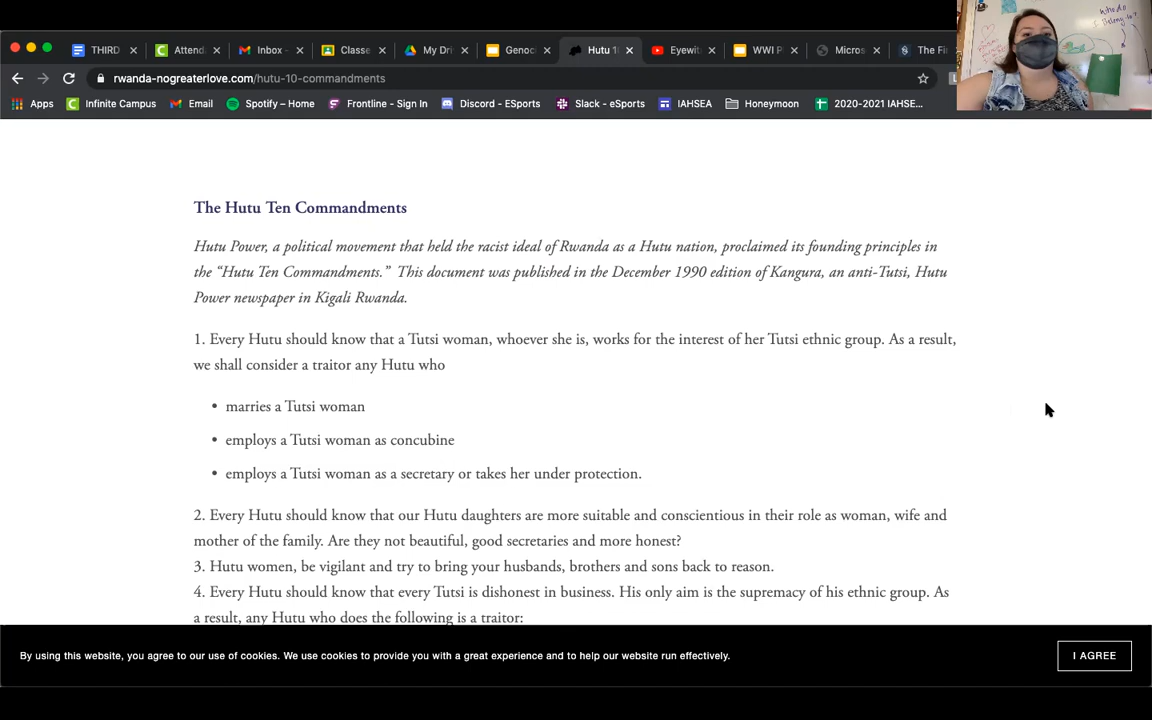 THIRD
Attend
Inbox
Classe
My Dri
Genoc
Hutu 1
Eyewit
WWI P
Micros
The Fi
rwanda-nogreaterlove.com/hutu-10-commandments
Apps
Infinite Campus
Email
Spotify – Home
Frontline - Sign In
Discord - ESports
Slack - eSports
IAHSEA
Honeymoon
2020-2021 IAHSE...
The Hutu Ten Commandments
Hutu Power, a political movement that held the racist ideal of Rwanda as a Hutu nation, proclaimed its founding principles in
the “Hutu Ten Commandments.” This document was published in the December 1990 edition of Kangura, an anti-Tutsi, Hutu
Power newspaper in Kigali Rwanda.
1. Every Hutu should know that a Tutsi woman, whoever she is, works for the interest of her Tutsi ethnic group. As a result,
we shall consider a traitor any Hutu who
• marries a Tutsi woman
• employs a Tutsi woman as concubine
• employs a Tutsi woman as a secretary or takes her under protection.
2. Every Hutu should know that our Hutu daughters are more suitable and conscientious in their role as woman, wife and
mother of the family. Are they not beautiful, good secretaries and more honest?
3. Hutu women, be vigilant and try to bring your husbands, brothers and sons back to reason.
4. Every Hutu should know that every Tutsi is dishonest in business. His only aim is the supremacy of his ethnic group. As
a result, any Hutu who does the following is a traitor:
By using this website, you agree to our use of cookies. We use cookies to provide you with a great experience and to help our website run effectively.
I AGREE